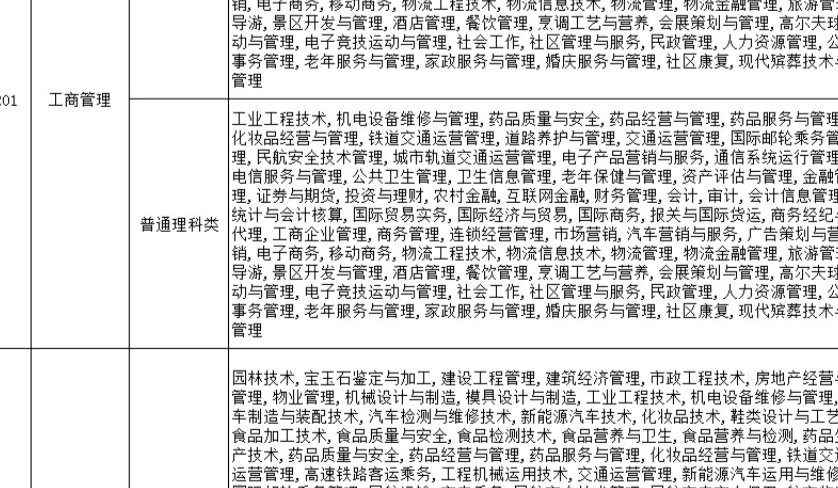 销, 电子商务, 移动商务, 物流工程技术, 物流信息技术, 物流管理, 物流金融管理, 旅游管
导游, 景区开发与管理, 酒店管理, 餐饮管理, 烹调工艺与营养, 会展策划与管理, 高尔夫球
动与管理, 电子竞技运动与管理, 社会工作, 社区管理与服务, 民政管理, 人力资源管理, 公
事务管理, 老年服务与管理, 家政服务与管理, 婚庆服务与管理, 社区康复, 现代殡葬技术与
管理
201
工商管理
普通理科类
工业工程技术, 机电设备维修与管理, 药品质量与安全, 药品经营与管理, 药品服务与管理
化妆品经营与管理, 铁道交通运营管理, 道路养护与管理, 交通运营管理, 国际邮轮乘务管
理, 民航安全技术管理, 城市轨道交通运营管理, 电子产品营销与服务, 通信系统运行管理
电信服务与管理, 公共卫生管理, 卫生信息管理, 老年保健与管理, 资产评估与管理, 金融管
理, 证券与期货, 投资与理财, 农村金融, 互联网金融, 财务管理, 会计, 审计, 会计信息管理
统计与会计核算, 国际贸易实务, 国际经济与贸易, 国际商务, 报关与国际货运, 商务经纪与
代理, 工商企业管理, 商务管理, 连锁经营管理, 市场营销, 汽车营销与服务, 广告策划与营
销, 电子商务, 移动商务, 物流工程技术, 物流信息技术, 物流管理, 物流金融管理, 旅游管理
导游, 景区开发与管理, 酒店管理, 餐饮管理, 烹调工艺与营养, 会展策划与管理, 高尔夫球
动与管理, 电子竞技运动与管理, 社会工作, 社区管理与服务, 民政管理, 人力资源管理, 公
事务管理, 老年服务与管理, 家政服务与管理, 婚庆服务与管理, 社区康复, 现代殡葬技术与
管理
园林技术, 宝玉石鉴定与加工, 建设工程管理, 建筑经济管理, 市政工程技术, 房地产经营与
管理, 物业管理, 机械设计与制造, 模具设计与制造, 工业工程技术, 机电设备维修与管理,
车制造与装配技术, 汽车检测与维修技术, 新能源汽车技术, 化妆品技术, 鞋类设计与工艺
食品加工技术, 食品质量与安全, 食品检测技术, 食品营养与卫生, 食品营养与检测, 药品生
产技术, 药品质量与安全, 药品经营与管理, 药品服务与管理, 化妆品经营与管理, 铁道交
运营管理, 高速铁路客运乘务, 工程机械运用技术, 交通运营管理, 新能源汽车运用与维修